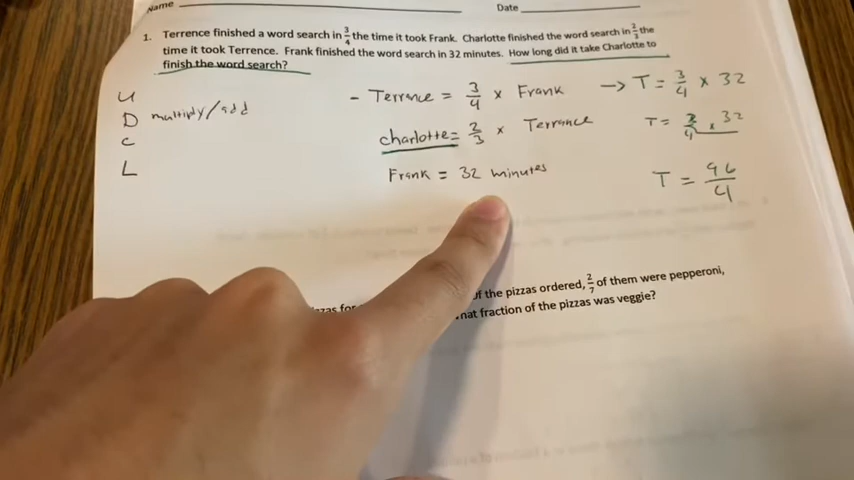 Name Date
1. Terrence finished a word search in 3/4 the time it took Frank. Charlotte finished the word search in 2/3 the
time it took Terrence. Frank finished the word search in 32 minutes. How long did it take Charlotte to
finish the word search?
U
D multiply/add
C
L
- Terrance = 3/4 x Frank → T = 3/4 x 32
charlotte = 2/3 x Terrance T = 3/4 x 32
Frank = 32 minutes T = 96/4
of the pizzas ordered, 2/7 of them were pepperoni,
fraction of the pizzas was veggie?